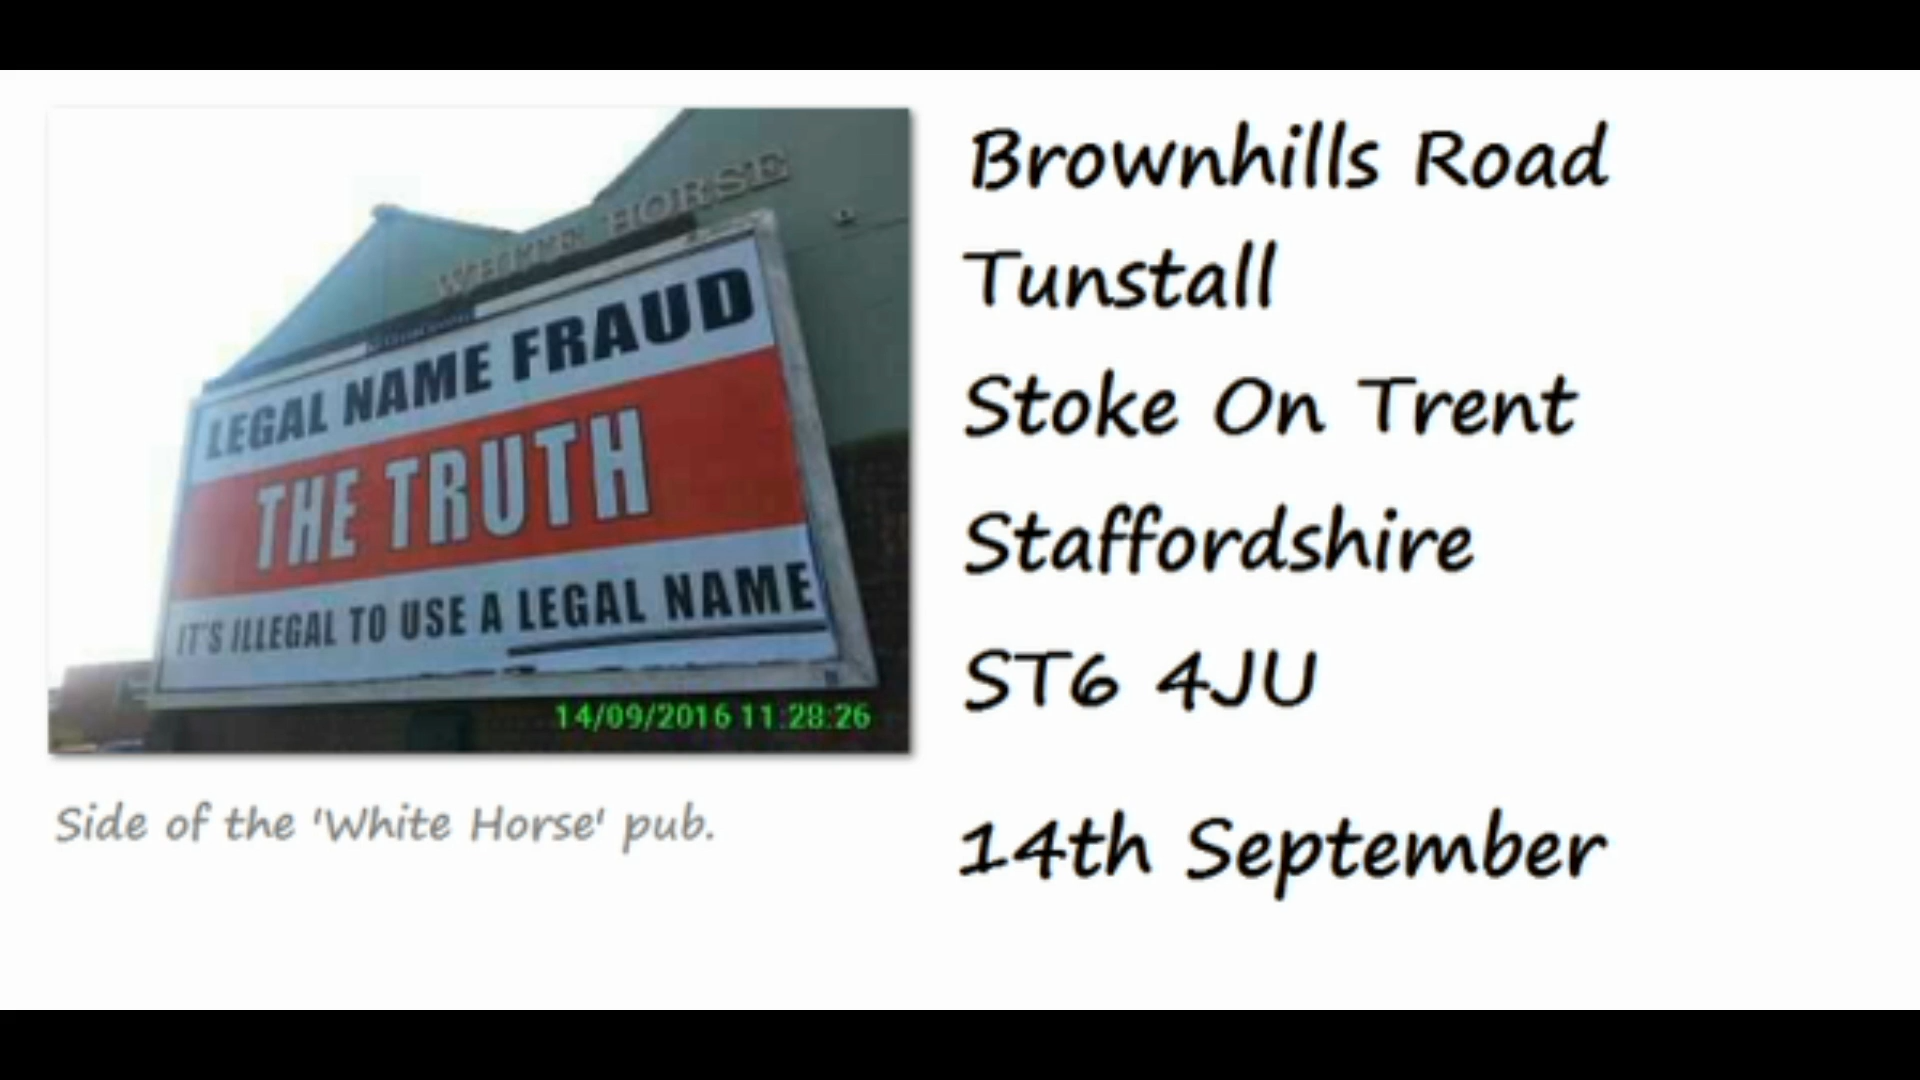 WHITE HORSE
LEGAL NAME FRAUD
THE TRUTH
IT'S ILLEGAL TO USE A LEGAL NAME
14/09/2016 11:28:26
Side of the 'White Horse' pub.
Brownhills Road
Tunstall
Stoke On Trent
Staffordshire
ST6 4JU
14th September